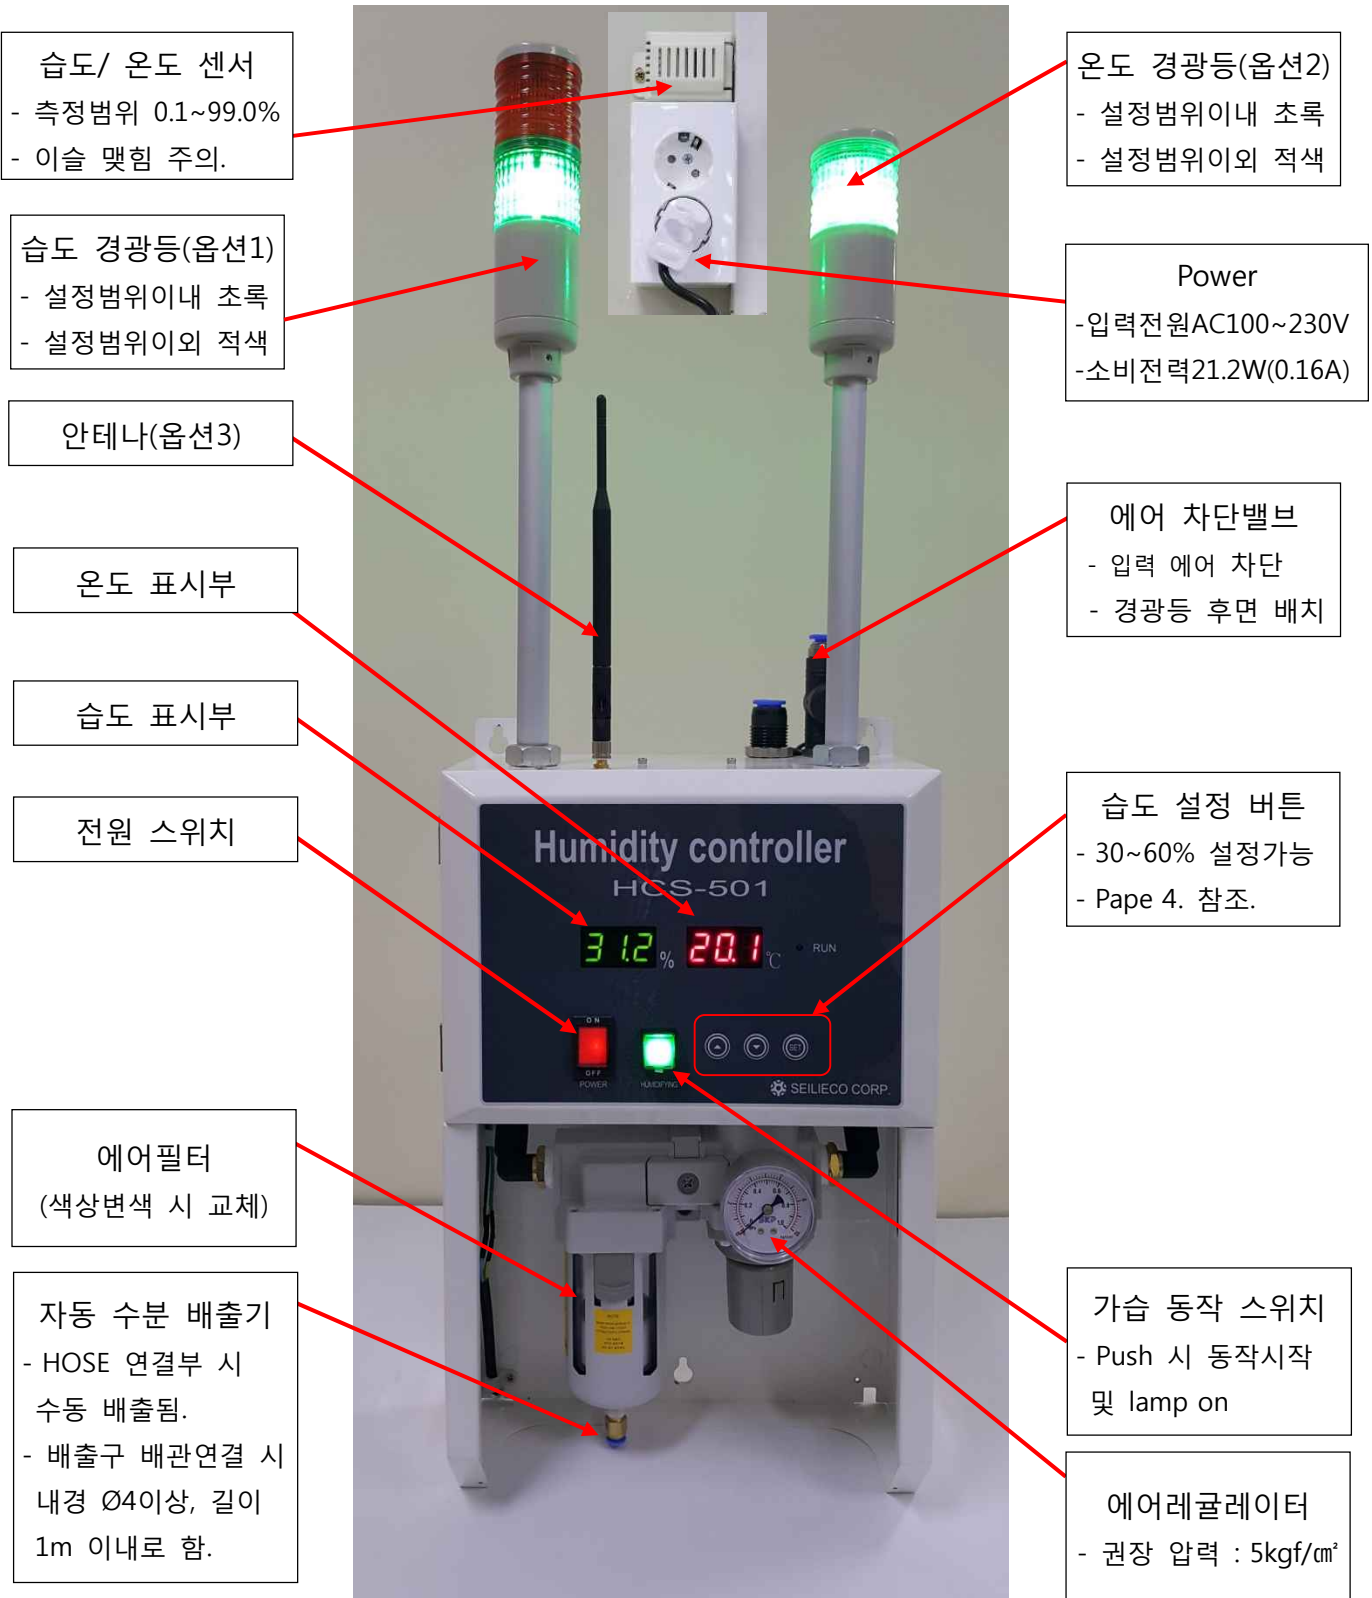 습도/ 온도 센서
- 측정범위 0.1~99.0%
- 이슬 맺힘 주의.
습도 경광등(옵션1)
- 설정범위이내 초록
- 설정범위이외 적색
안테나(옵션3)
온도 표시부
습도 표시부
전원 스위치
에어필터
(색상변색 시 교체)
자동 수분 배출기
- HOSE 연결부 시
수동 배출됨.
- 배출구 배관연결 시
내경 Ø4이상, 길이
1m 이내로 함.
Humidity controller
HCS-501
31.2 % 20.1 ℃ RUN
ON
OFF
POWER
HUMIDIFYING
SET
SEILIECO CORP.
온도 경광등(옵션2)
- 설정범위이내 초록
- 설정범위이외 적색
Power
-입력전원AC100~230V
-소비전력21.2W(0.16A)
에어 차단밸브
- 입력 에어 차단
- 경광등 후면 배치
습도 설정 버튼
- 30~60% 설정가능
- Pape 4. 참조.
가습 동작 스위치
- Push 시 동작시작
및 lamp on
에어레귤레이터
- 권장 압력 : 5kgf/㎠